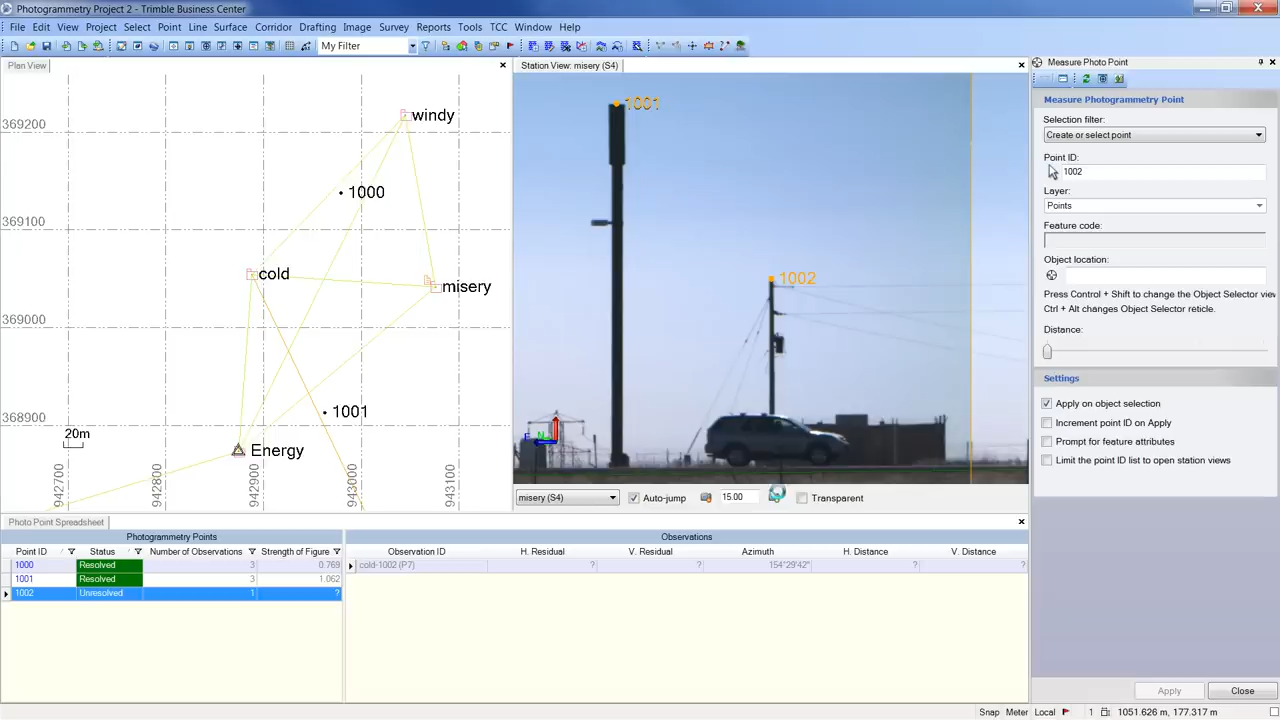 Photogrammetry Project 2 - Trimble Business Center
File Edit View Project Select Point Line Surface Corridor Drafting Image Survey Reports Tools TCC Window Help
My Filter
Plan View
369200
369100
369000
368900
windy
1000
cold
misery
1001
Energy
20m
942700
942800
942900
943000
943100
Station View: misery (S4)
1001
1002
E
N
misery (S4) Auto-jump 15.00 Transparent
Measure Photo Point
Measure Photogrammetry Point
Selection filter:
Create or select point
Point ID:
1002
Layer:
Points
Feature code:
Object location:
Press Control + Shift to change the Object Selector view
Ctrl + Alt changes Object Selector reticle.
Distance:
Settings
Apply on object selection
Increment point ID on Apply
Prompt for feature attributes
Limit the point ID list to open station views
Apply Close
Photo Point Spreadsheet
Photogrammetry Points
Point ID Status Number of Observations Strength of Figure
1000 Resolved 3 0.769
1001 Resolved 3 1.062
1002 Unresolved 1 ?
Observations
Observation ID H. Residual V. Residual Azimuth H. Distance V. Distance
cold-1002 (P7) ? ? 154°29'42" ? ?
Snap Meter Local 1 1051.626 m, 177.317 m